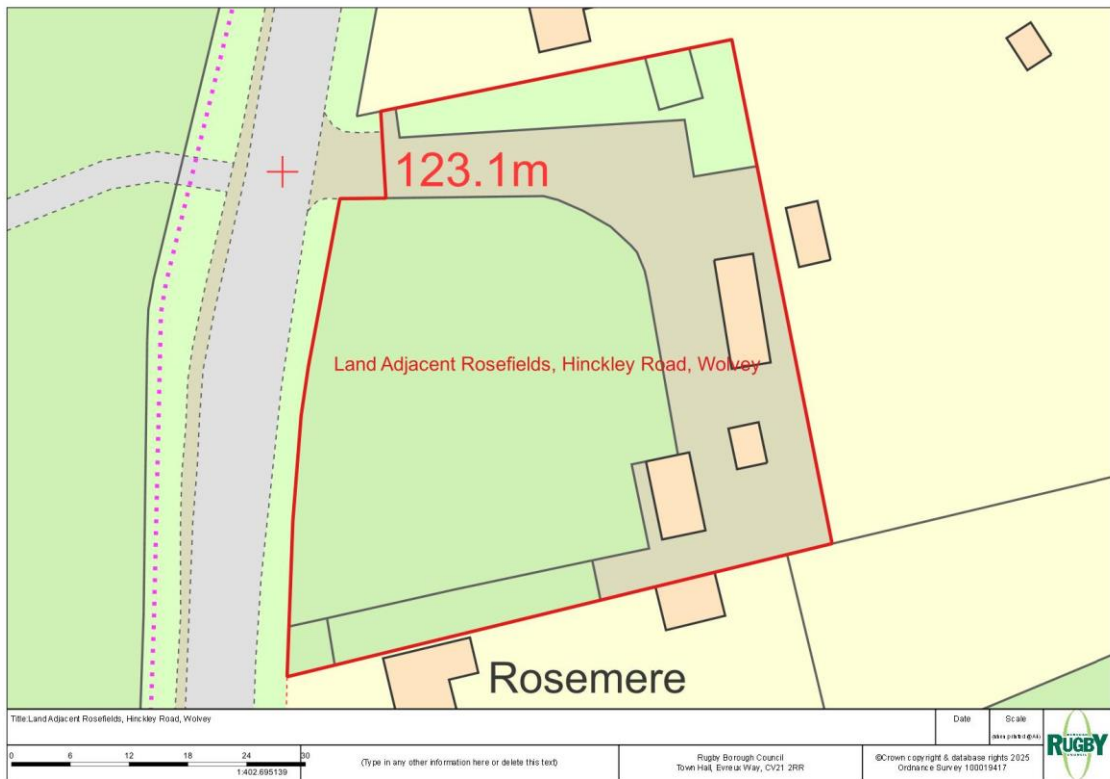 123.1m
Land Adjacent Rosefields, Hinckley Road, Wolvey
Rosemere
Title:Land Adjacent Rosefields, Hinckley Road, Wolvey
Date
Scale
0 6 12 18 24 30
1:402.695139
(Type in any other information here or delete this text)
Rugby Borough Council
Town Hall, Evreux Way, CV21 2RR
©Crown copyright & database rights 2025
Ordnance Survey 100019417
RUGBY